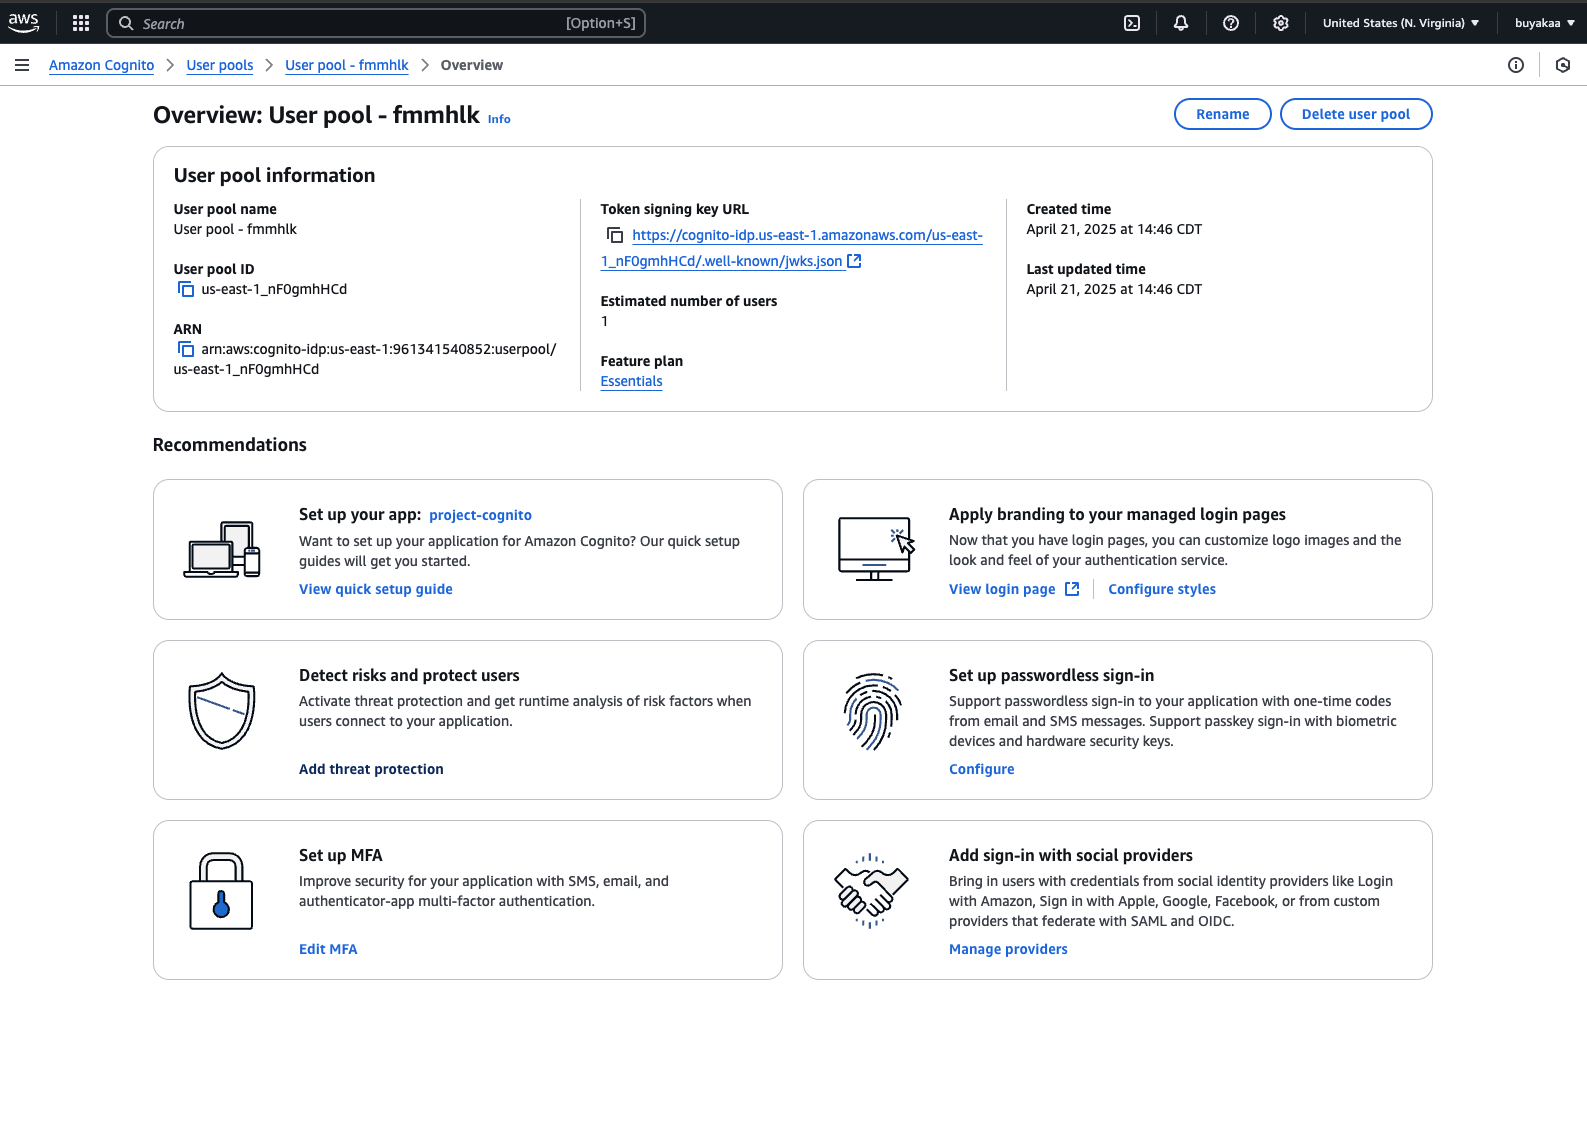 aws
Search [Option+S]
United States (N. Virginia)
buyakaa
Amazon Cognito
User pools
User pool - fmmhlk
Overview
Overview: User pool - fmmhlk Info
Rename
Delete user pool
User pool information
User pool name
User pool - fmmhlk
User pool ID
us-east-1_nF0gmhHCd
ARN
arn:aws:cognito-idp:us-east-1:961341540852:userpool/
us-east-1_nF0gmhHCd
Token signing key URL
https://cognito-idp.us-east-1.amazonaws.com/us-east-
1_nF0gmhHCd/.well-known/jwks.json
Estimated number of users
1
Feature plan
Essentials
Created time
April 21, 2025 at 14:46 CDT
Last updated time
April 21, 2025 at 14:46 CDT
Recommendations
Set up your app: project-cognito
Want to set up your application for Amazon Cognito? Our quick setup
guides will get you started.
View quick setup guide
Apply branding to your managed login pages
Now that you have login pages, you can customize logo images and the
look and feel of your authentication service.
View login page
Configure styles
Detect risks and protect users
Activate threat protection and get runtime analysis of risk factors when
users connect to your application.
Add threat protection
Set up passwordless sign-in
Support passwordless sign-in to your application with one-time codes
from email and SMS messages. Support passkey sign-in with biometric
devices and hardware security keys.
Configure
Set up MFA
Improve security for your application with SMS, email, and
authenticator-app multi-factor authentication.
Edit MFA
Add sign-in with social providers
Bring in users with credentials from social identity providers like Login
with Amazon, Sign in with Apple, Google, Facebook, or from custom
providers that federate with SAML and OIDC.
Manage providers